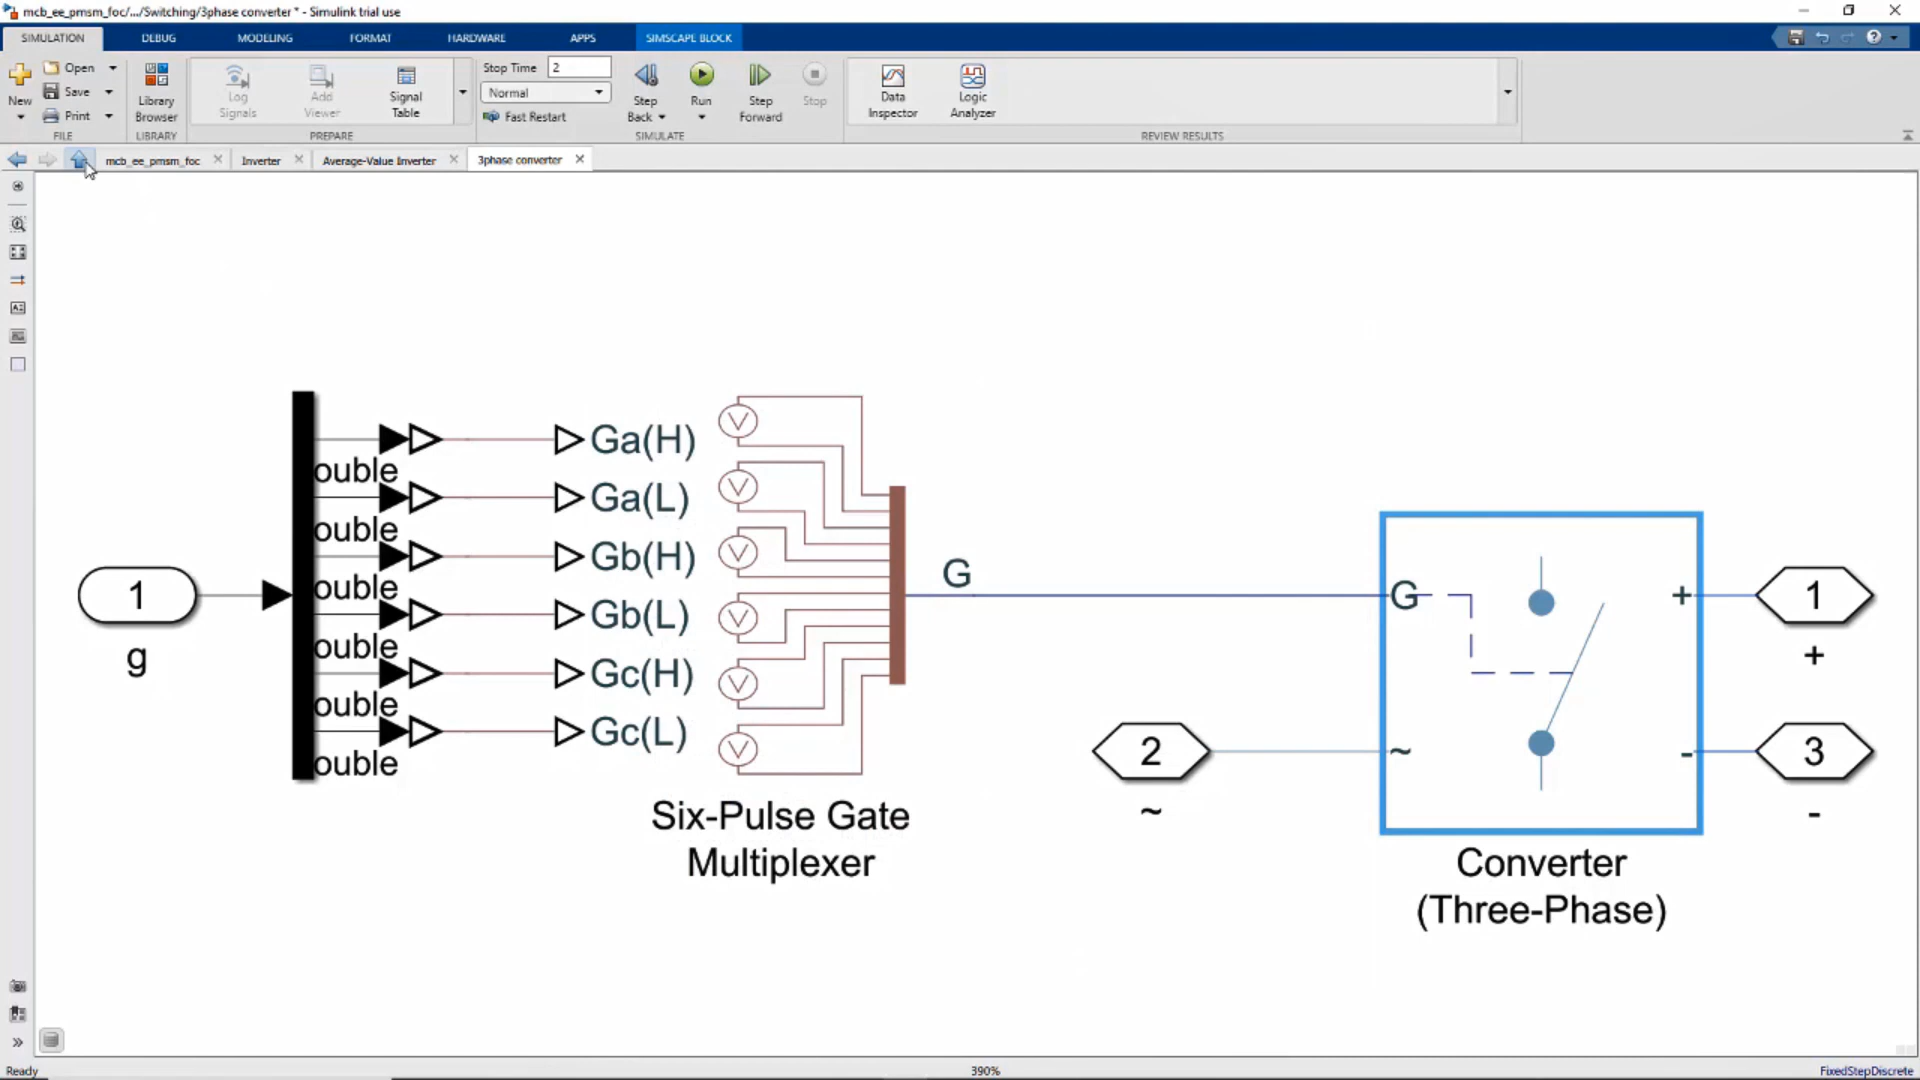 mcb_ee_pmsm_foc/.../Switching/3phase converter * - Simulink trial use
SIMULATION DEBUG MODELING FORMAT HARDWARE APPS SIMSCAPE BLOCK
New
Open
Save
Print
FILE
Library
Browser
LIBRARY
Log
Signals
Add
Viewer
Signal
Table
PREPARE
Stop Time 2
Normal
Fast Restart
Step
Back
Run
Step
Forward
Stop
SIMULATE
Data
Inspector
Logic
Analyzer
REVIEW RESULTS
mcb_ee_pmsm_foc Inverter Average-Value Inverter 3phase converter
1
g
ouble
ouble
ouble
ouble
ouble
ouble
Ga(H)
Ga(L)
Gb(H)
Gb(L)
Gc(H)
Gc(L)
V
V
V
V
V
V
Six-Pulse Gate
Multiplexer
G
2
~
G
~
+
-
Converter
(Three-Phase)
1
+
3
-
Ready
390%
FixedStepDiscrete